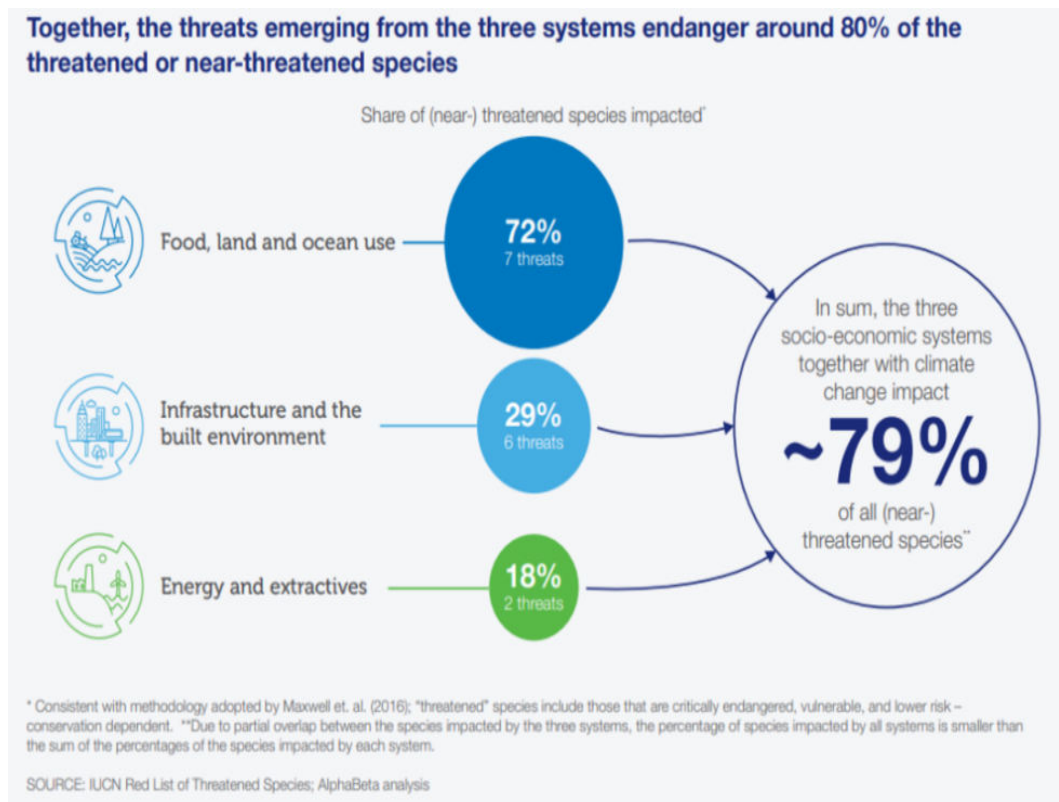 Together, the threats emerging from the three systems endanger around 80% of the
threatened or near-threatened species
Share of (near-) threatened species impacted*
Food, land and ocean use
72%
7 threats
Infrastructure and the
built environment
29%
6 threats
Energy and extractives
18%
2 threats
In sum, the three
socio-economic systems
together with climate
change impact
~79%
of all (near-)
threatened species**
* Consistent with methodology adopted by Maxwell et. al. (2016); "threatened" species include those that are critically endangered, vulnerable, and lower risk –
conservation dependent. **Due to partial overlap between the species impacted by the three systems, the percentage of species impacted by all systems is smaller than
the sum of the percentages of the species impacted by each system.
SOURCE: IUCN Red List of Threatened Species; AlphaBeta analysis